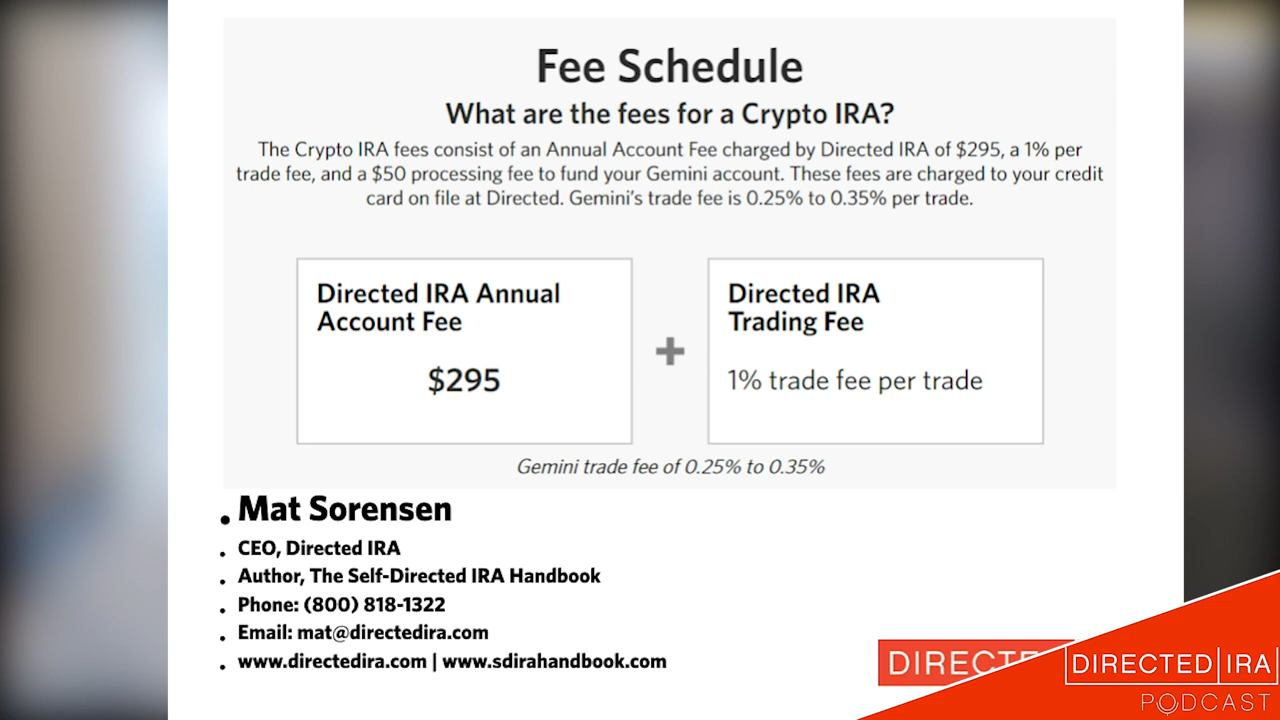 Fee Schedule
What are the fees for a Crypto IRA?
The Crypto IRA fees consist of an Annual Account Fee charged by Directed IRA of $295, a 1% per
trade fee, and a $50 processing fee to fund your Gemini account. These fees are charged to your credit
card on file at Directed. Gemini's trade fee is 0.25% to 0.35% per trade.
Directed IRA Annual
Account Fee
$295
+
Directed IRA
Trading Fee
1% trade fee per trade
Gemini trade fee of 0.25% to 0.35%
• Mat Sorensen
• CEO, Directed IRA
• Author, The Self-Directed IRA Handbook
• Phone: (800) 818-1322
• Email: mat@directedira.com
• www.directedira.com | www.sdirahandbook.com
DIRECTE
DIRECTED|IRA
PODCAST